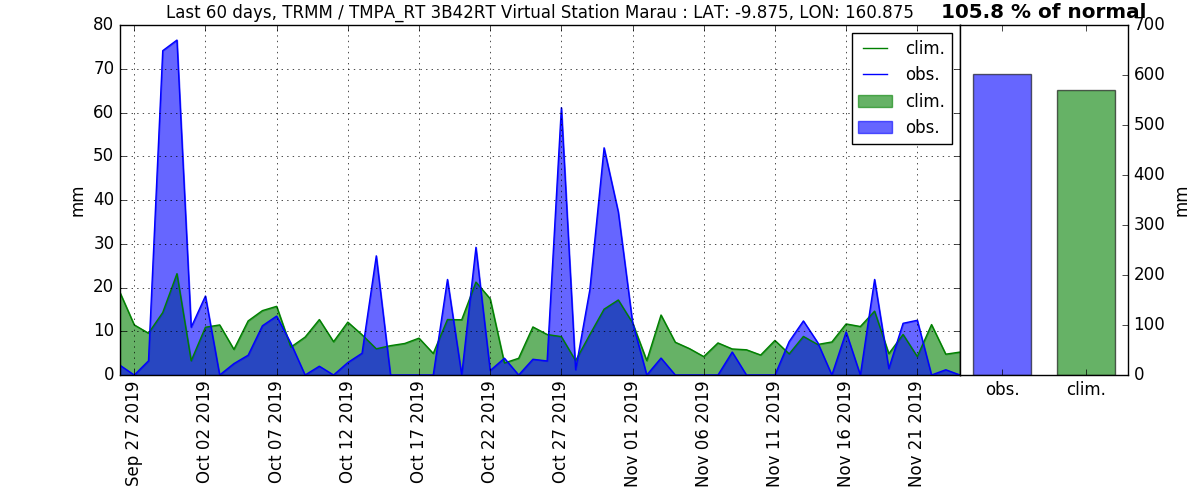 Last 60 days, TRMM / TMPA_RT 3B42RT Virtual Station Marau : LAT: -9.875, LON: 160.875
105.8 % of normal
80
70
60
50
40
30
20
10
0
mm
clim.
obs.
clim.
obs.
Sep 27 2019
Oct 02 2019
Oct 07 2019
Oct 12 2019
Oct 17 2019
Oct 22 2019
Oct 27 2019
Nov 01 2019
Nov 06 2019
Nov 11 2019
Nov 16 2019
Nov 21 2019
700
600
500
400
300
200
100
0
mm
obs.
clim.